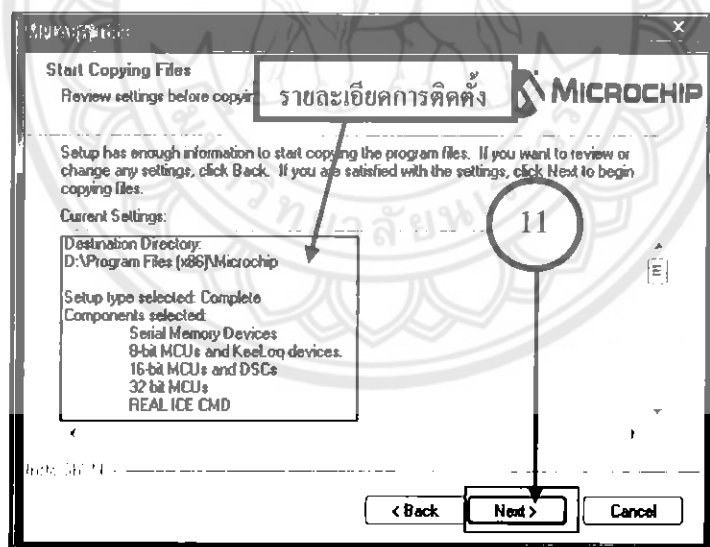 Start Copying Files
Review settings before copyin
รายละเอียดการติดตั้ง
MICROCHIP
Setup has enough information to start copying the program files. If you want to review or
change any settings, click Back. If you are satisfied with the settings, click Next to begin
copying files.
Current Settings:
11
Destination Directory:
D:\Program Files (x86)\Microchip
Setup type selected: Complete
Components selected:
Serial Memory Devices
8-bit MCUs and KeeLoq devices.
16-bit MCUs and DSCs
32 bit MCUs
REAL ICE CMD
< Back
Next >
Cancel